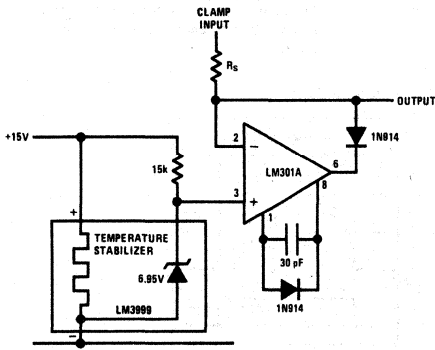 CLAMP
INPUT
RS
OUTPUT
+15V
2
−
1N914
15k
LM301A
6
3
+
8
1
+
TEMPERATURE
STABILIZER
30 pF
6.95V
1N914
LM3999
−